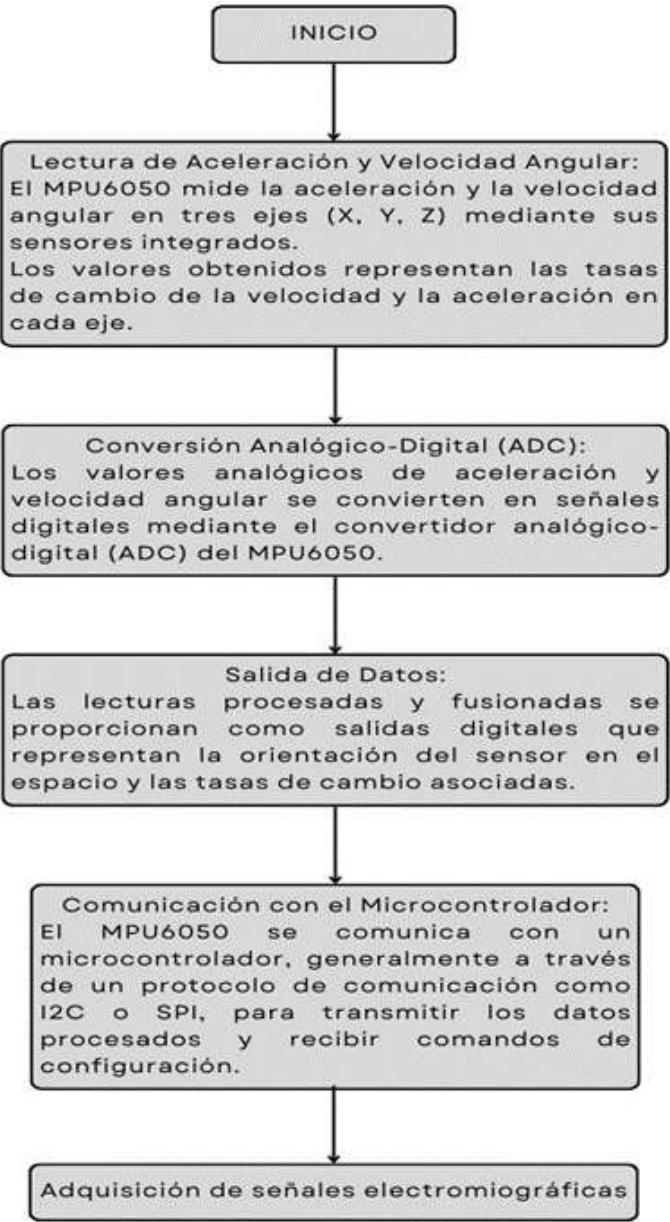 INICIO
Lectura de Aceleración y Velocidad Angular:
El MPU6050 mide la aceleración y la velocidad
angular en tres ejes (X, Y, Z) mediante sus
sensores integrados.
Los valores obtenidos representan las tasas
de cambio de la velocidad y la aceleración en
cada eje.
Conversión Analógico-Digital (ADC):
Los valores analógicos de aceleración y
velocidad angular se convierten en señales
digitales mediante el convertidor analógico-
digital (ADC) del MPU6050.
Salida de Datos:
Las lecturas procesadas y fusionadas se
proporcionan como salidas digitales que
representan la orientación del sensor en el
espacio y las tasas de cambio asociadas.
Comunicación con el Microcontrolador:
El MPU6050 se comunica con un
microcontrolador, generalmente a través
de un protocolo de comunicación como
I2C o SPI, para transmitir los datos
procesados y recibir comandos de
configuración.
Adquisición de señales electromiográficas